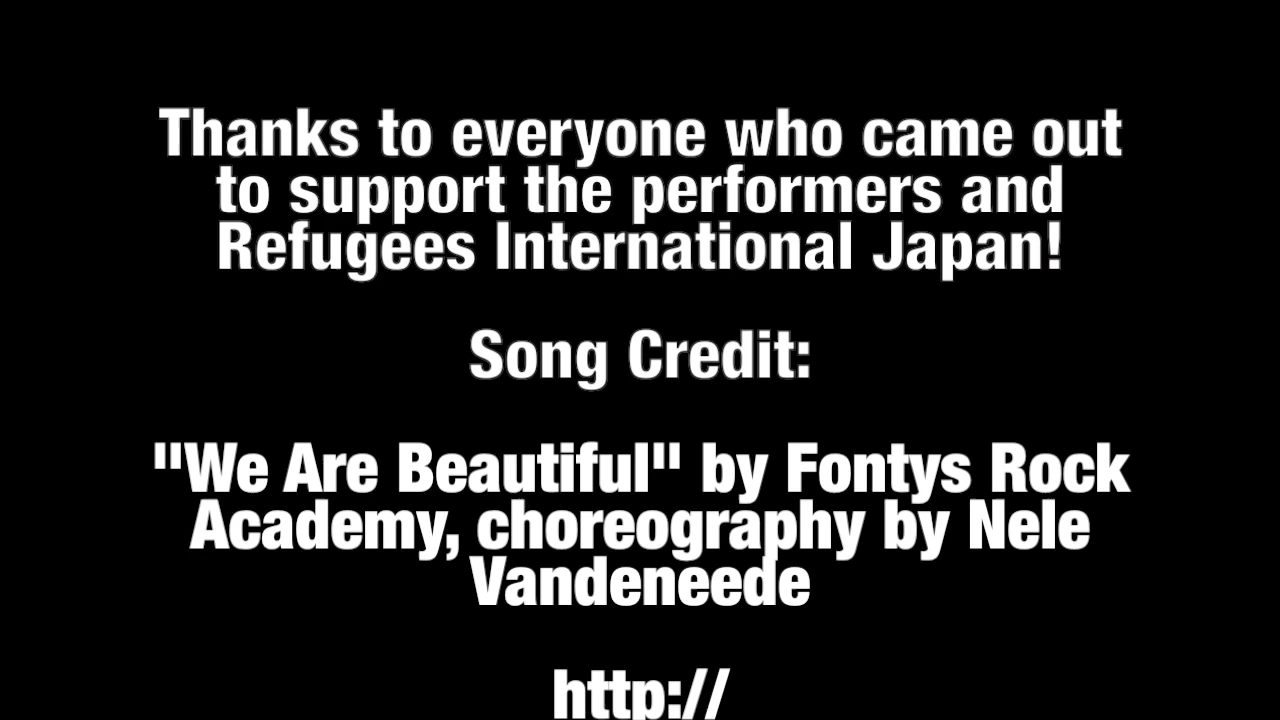 Thanks to everyone who came out
to support the performers and
Refugees International Japan!
Song Credit:
"We Are Beautiful" by Fontys Rock
Academy, choreography by Nele
Vandeneede
http://